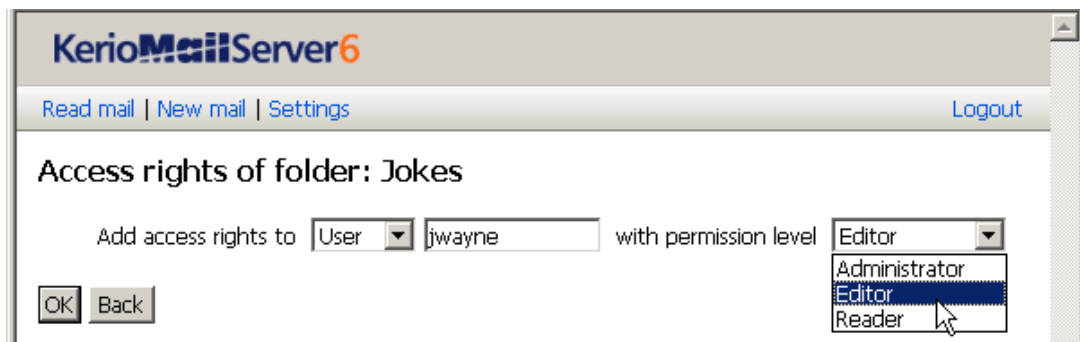 KerioMailServer6
Read mail | New mail | Settings Logout
Access rights of folder: Jokes
Add access rights to User jwayne with permission level Editor
Administrator
Editor
Reader
OK Back